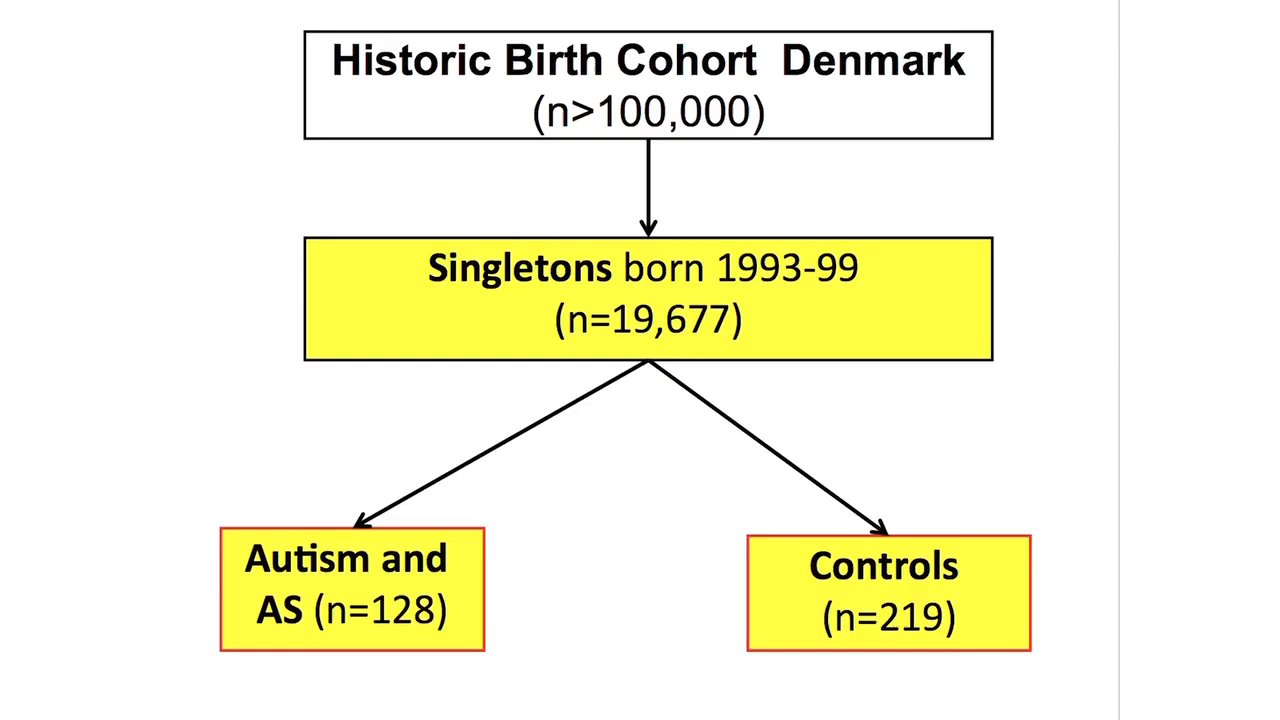 Historic Birth Cohort Denmark
(n>100,000)
Singletons born 1993-99
(n=19,677)
Autism and
AS (n=128)
Controls
(n=219)